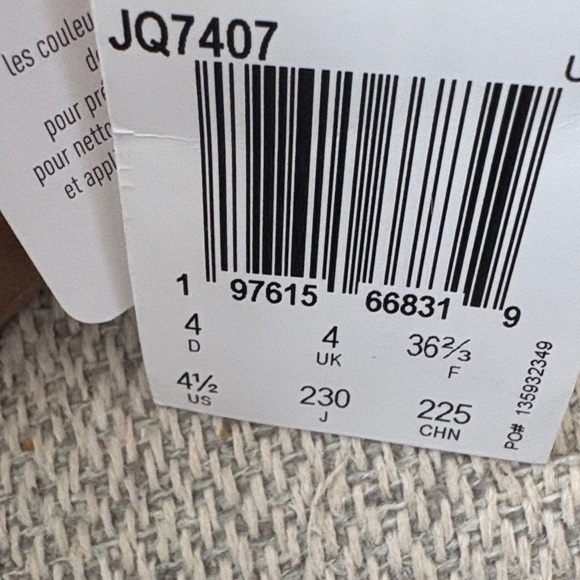 les couleu
pour pré
pour netto
et appl
JQ7407
1 97615 66831 9
4 4 36⅔
D UK F
4½ 230 225
US J CHN
PO# 135932349